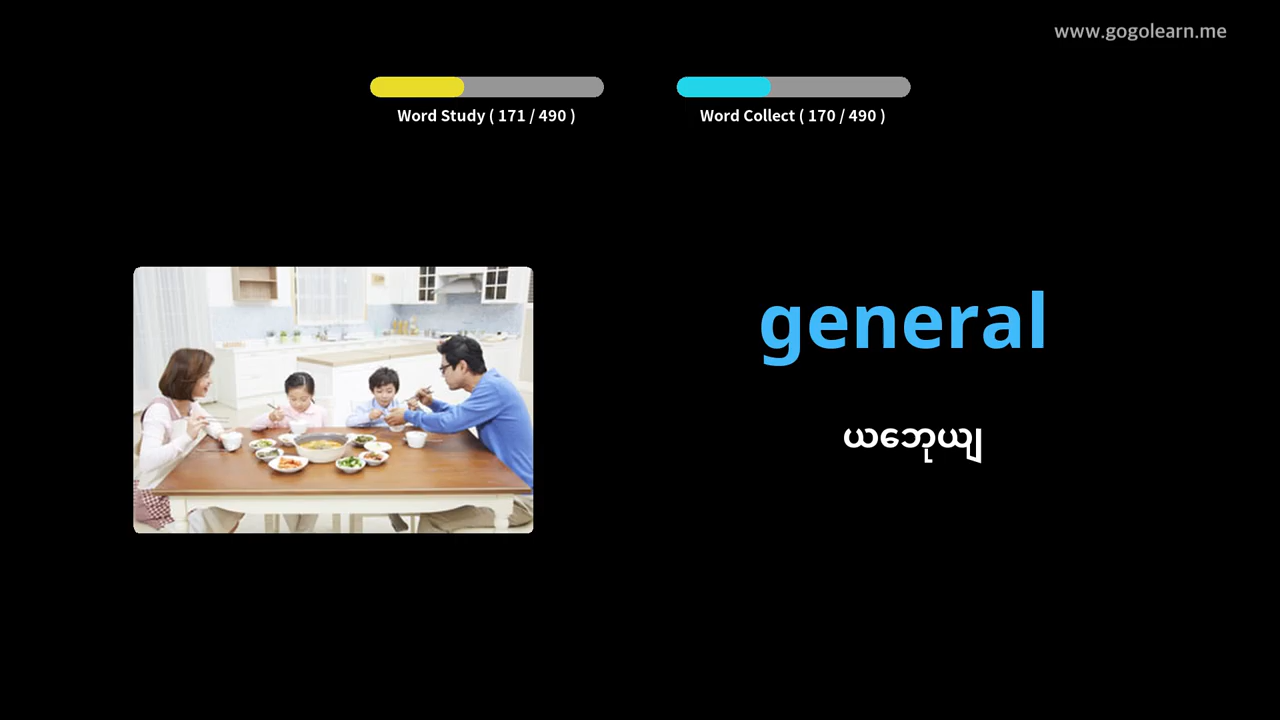 www.gogolearn.me
Word Study ( 171 / 490 )
Word Collect ( 170 / 490 )
general
ယဘေုယျ